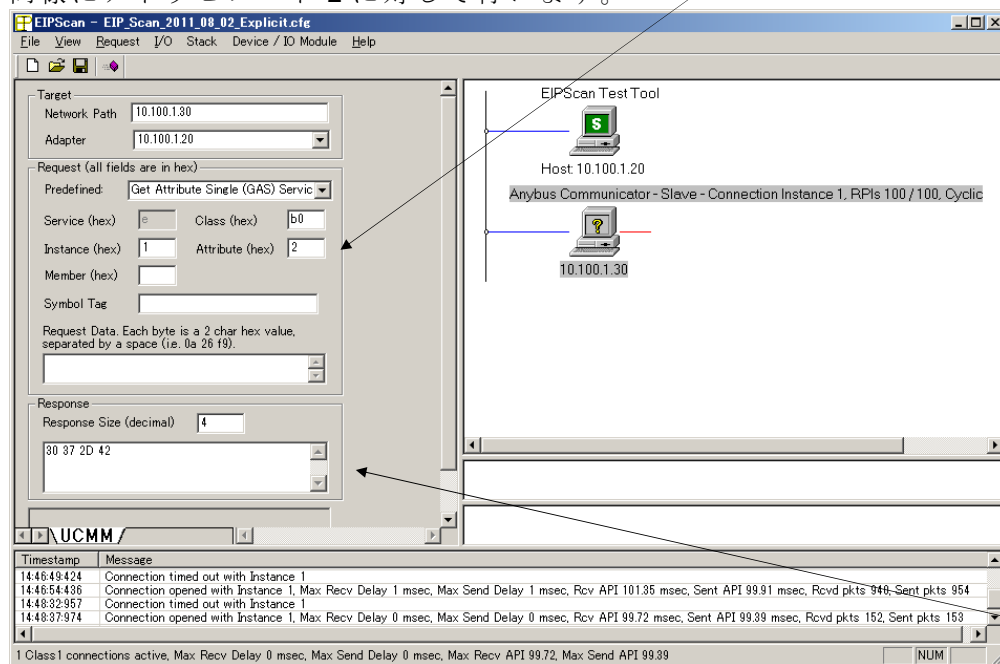 EIPScan - EIP_Scan_2011_08_02_Explicit.cfg
File View Request I/O Stack Device / IO Module Help
Target
Network Path 10.100.1.30
Adapter 10.100.1.20
Request (all fields are in hex)
Predefined: Get Attribute Single (GAS) Servic
Service (hex) e Class (hex) b0
Instance (hex) 1 Attribute (hex) 2
Member (hex)
Symbol Tag
Request Data. Each byte is a 2 char hex value,
separated by a space (i.e. 0a 26 f9).
Response
Response Size (decimal) 4
30 37 2D 42
UCMM
EIPScan Test Tool
S
Host: 10.100.1.20
Anybus Communicator - Slave - Connection Instance 1, RPIs 100 / 100, Cyclic
?
10.100.1.30
Timestamp Message
14:46:49:424 Connection timed out with Instance 1
14:46:54:436 Connection opened with Instance 1, Max Recv Delay 1 msec, Max Send Delay 1 msec, Rcv API 101.35 msec, Sent API 99.91 msec, Rcvd pkts 940, Sent pkts 954
14:48:32:957 Connection timed out with Instance 1
14:48:37:974 Connection opened with Instance 1, Max Recv Delay 0 msec, Max Send Delay 0 msec, Rcv API 99.72 msec, Sent API 99.39 msec, Rcvd pkts 152, Sent pkts 153
1 Class1 connections active, Max Recv Delay 0 msec, Max Send Delay 0 msec, Max Recv API 99.72, Max Send API 99.39
NUM